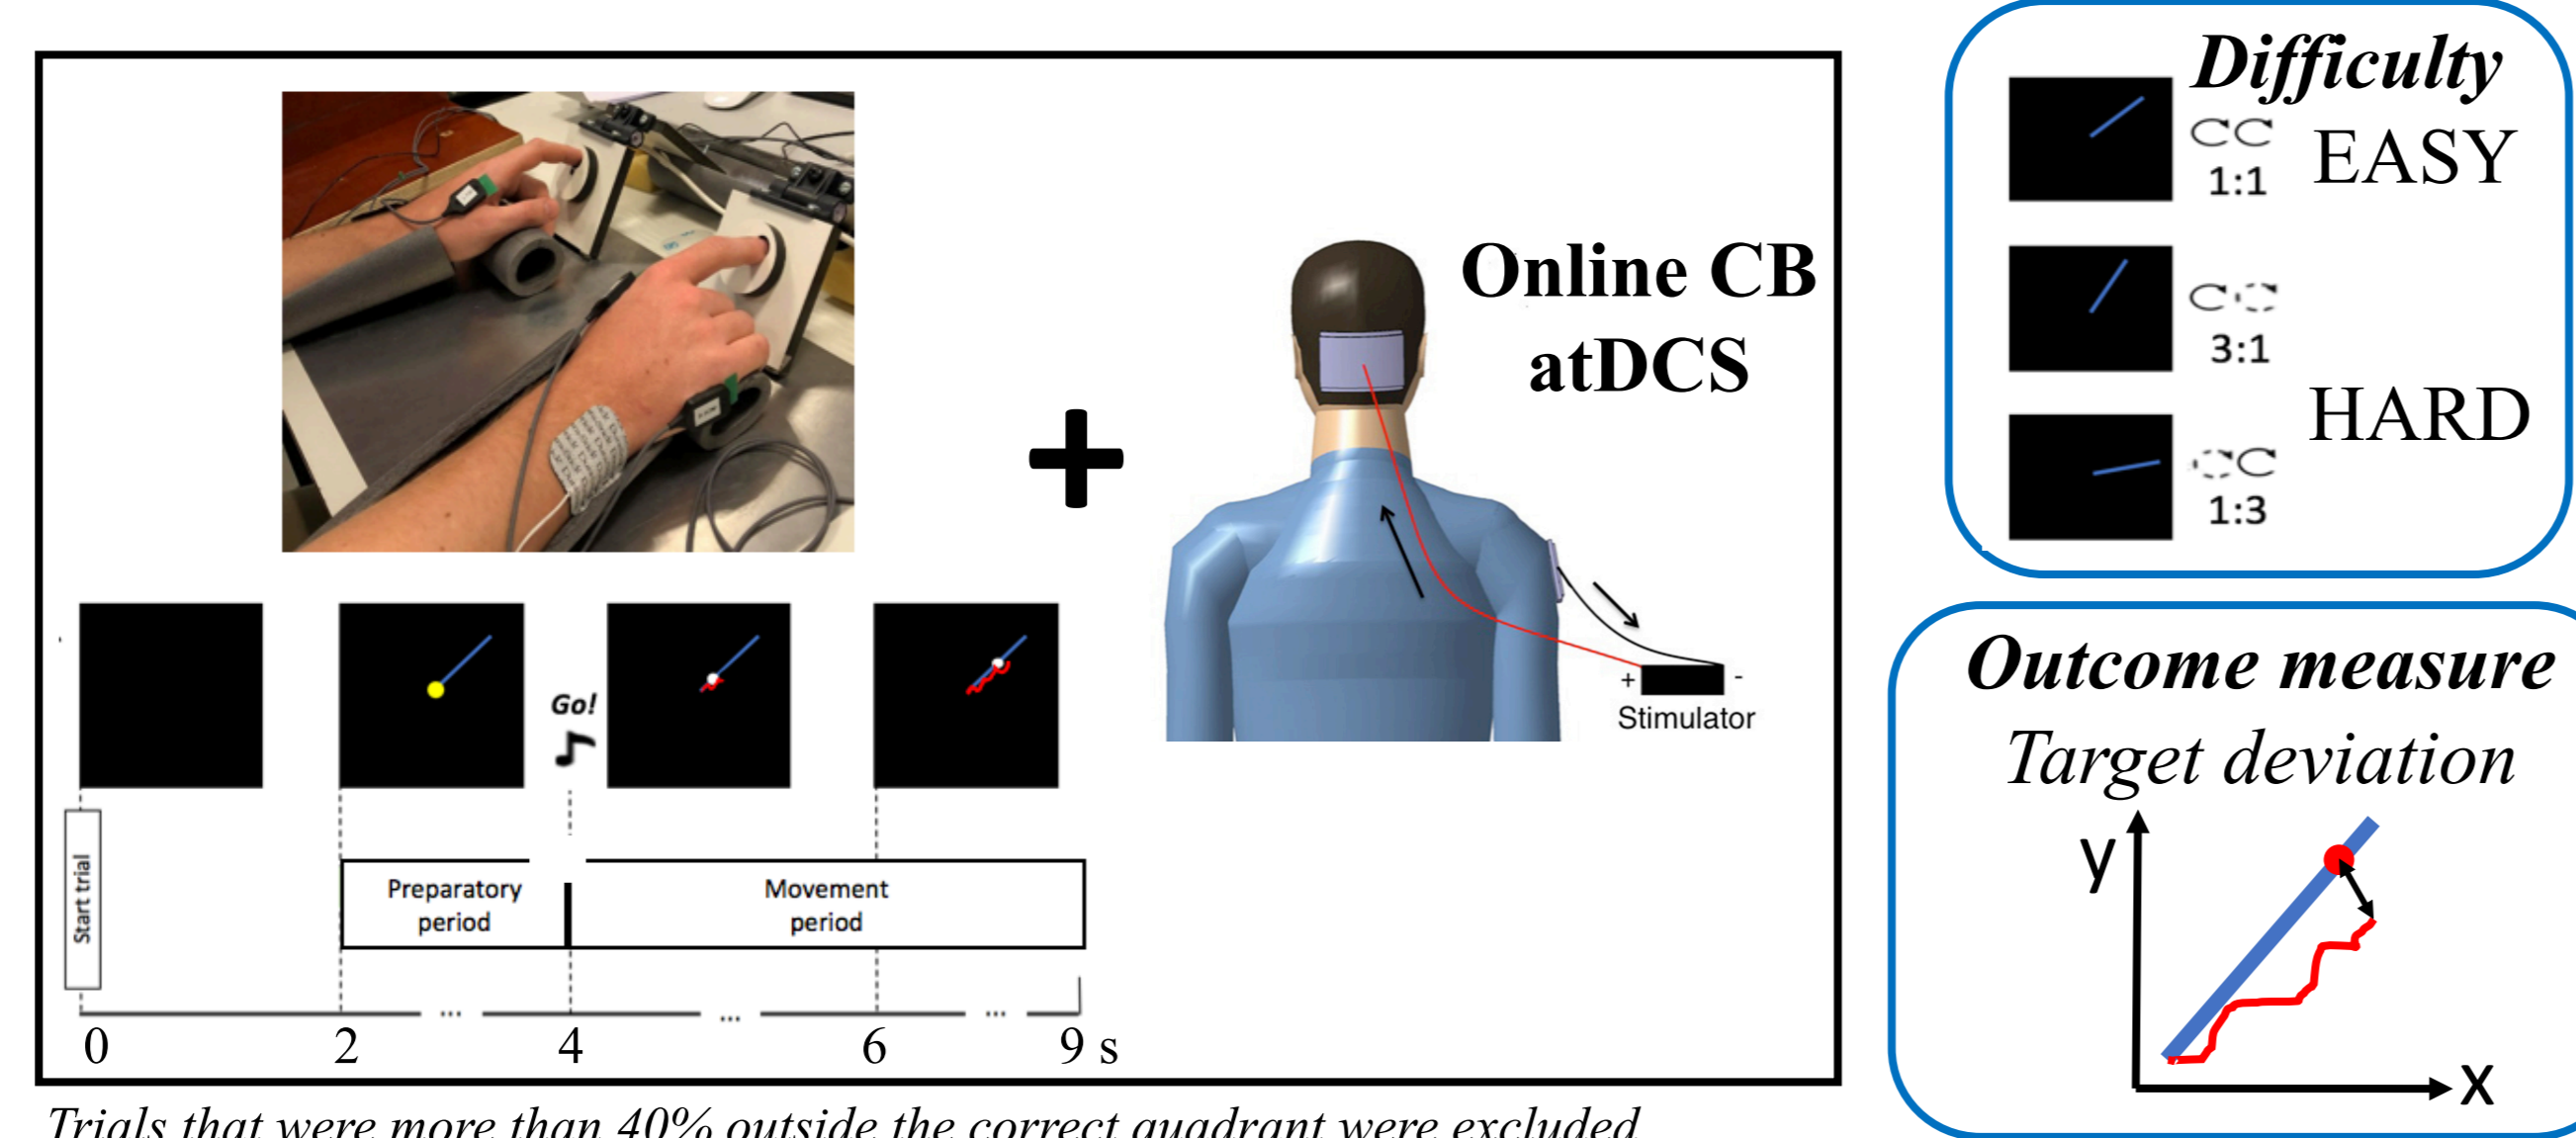 Online CB
atDCS
+ -
Stimulator
Go!
Start trial
Preparatory
period
Movement
period
0 2 4 6 9 s
Trials that were more than 40% outside the correct quadrant were excluded
Difficulty
EASY
1:1
3:1
HARD
1:3
Outcome measure
Target deviation
y
x